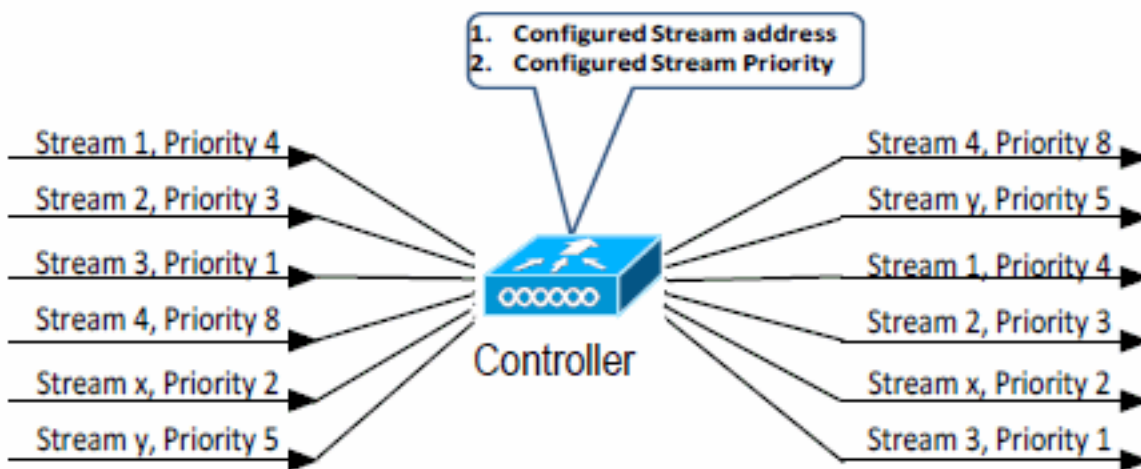 1. Configured Stream address
2. Configured Stream Priority
Stream 1, Priority 4
Stream 2, Priority 3
Stream 3, Priority 1
Stream 4, Priority 8
Stream x, Priority 2
Stream y, Priority 5
Controller
Stream 4, Priority 8
Stream y, Priority 5
Stream 1, Priority 4
Stream 2, Priority 3
Stream x, Priority 2
Stream 3, Priority 1